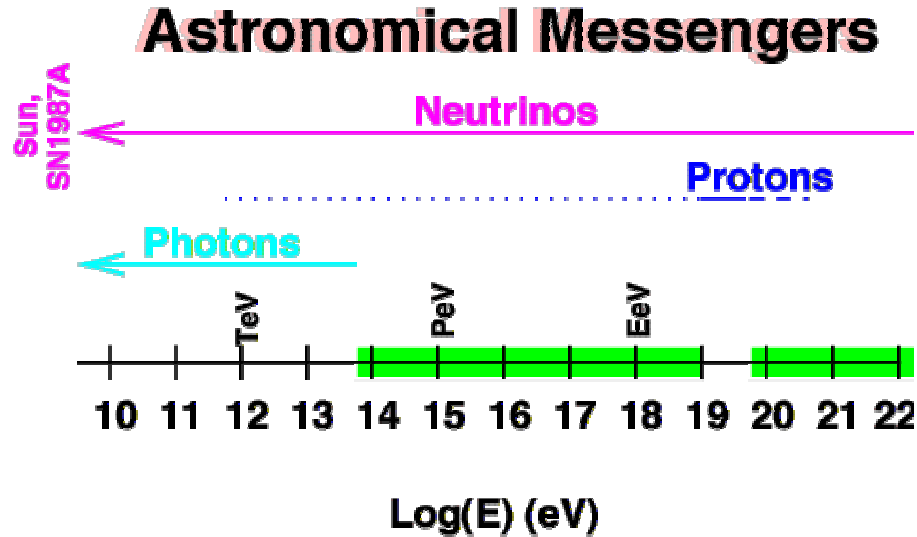 Astronomical Messengers
Sun,
SN1987A
Neutrinos
Protons
Photons
TeV
PeV
EeV
10 11 12 13 14 15 16 17 18 19 20 21 22
Log(E) (eV)